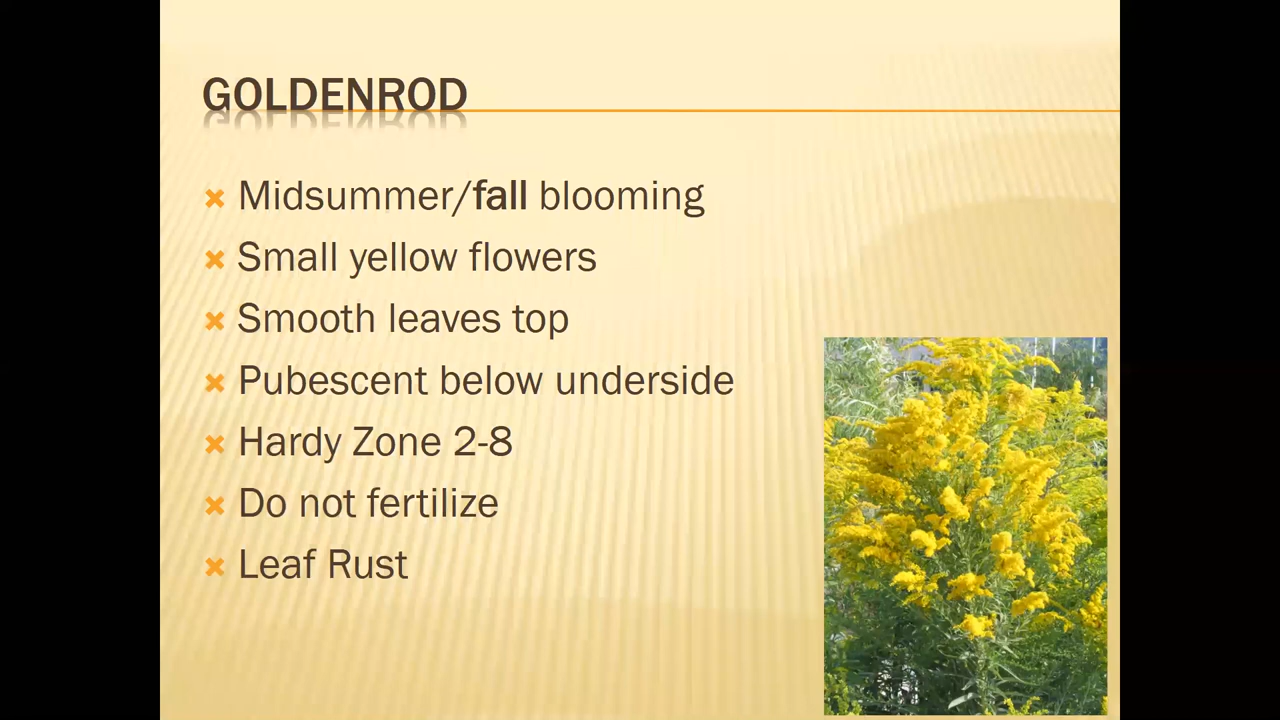 GOLDENROD
Midsummer/fall blooming
Small yellow flowers
Smooth leaves top
Pubescent below underside
Hardy Zone 2-8
Do not fertilize
Leaf Rust